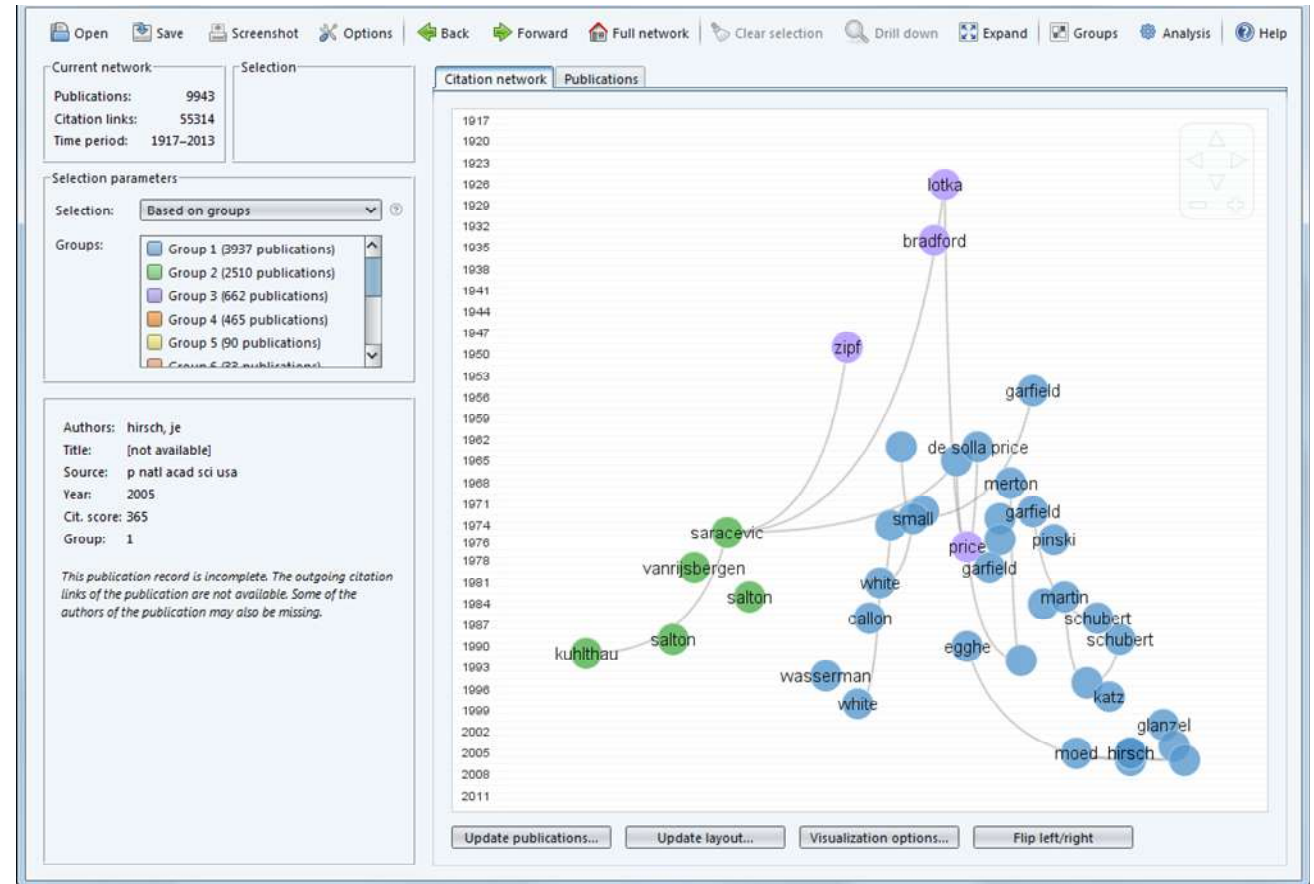 Open Save Screenshot Options Back Forward Full network Clear selection Drill down Expand Groups Analysis Help
Current network
Publications: 9943
Citation links: 55314
Time period: 1917–2013
Selection
Selection parameters
Selection: Based on groups
Groups:
Group 1 (3937 publications)
Group 2 (2510 publications)
Group 3 (662 publications)
Group 4 (465 publications)
Group 5 (90 publications)
Group 6 (33 publications)
Authors: hirsch, je
Title: [not available]
Source: p natl acad sci usa
Year: 2005
Cit. score: 365
Group: 1
This publication record is incomplete. The outgoing citation
links of the publication are not available. Some of the
authors of the publication may also be missing.
Citation network Publications
1917
1920
1923
1926
1929
1932
1935
1938
1941
1944
1947
1950
1953
1956
1959
1962
1965
1968
1971
1974
1976
1978
1981
1984
1987
1990
1993
1996
1999
2002
2005
2008
2011
lotka
bradford
zipf
garfield
de solla price
merton
small
garfield
saracevic
price
pinski
vanrijsbergen
garfield
white
salton
martin
callon
schubert
salton
schubert
kuhlthau
egghe
wasserman
white
katz
glanzel
moed
hirsch
Update publications... Update layout... Visualization options... Flip left/right